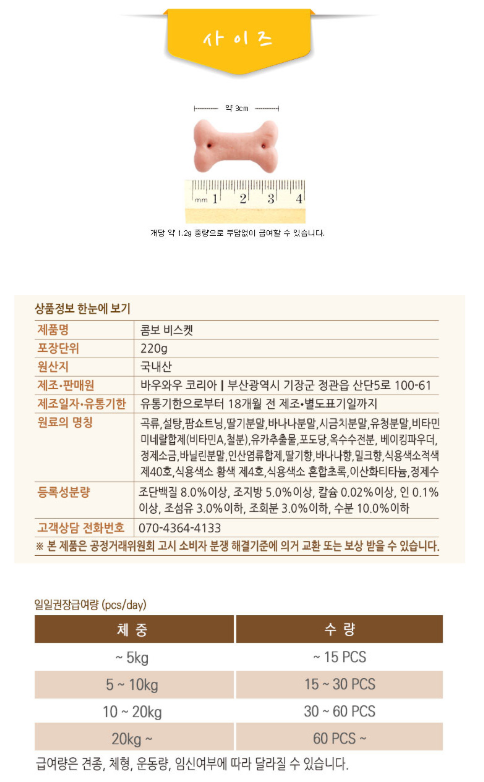 사이즈
약 3cm
mm 1 2 3 4
개당 약 1.2g 중량으로 부담없이 급여할 수 있습니다.
상품정보 한눈에 보기
제품명 콤보 비스켓
포장단위 220g
원산지 국내산
제조·판매원 바우와우 코리아 | 부산광역시 기장군 정관읍 산단5로 100-61
제조일자·유통기한 유통기한으로부터 18개월 전 제조·별도표기일까지
원료의 명칭 곡류,설탕,팜쇼트닝,딸기분말,바나나분말,시금치분말,유청분말,비타민
미네랄합제(비타민A,철분),유카추출물,포도당,옥수수전분, 베이킹파우더,
정제소금,바닐린분말,인산염류합제,딸기향,바나나향,밀크향,식용색소적색
제40호,식용색소 황색 제4호,식용색소 혼합초록,이산화티타늄,정제수
등록성분량 조단백질 8.0%이상, 조지방 5.0%이상, 칼슘 0.02%이상, 인 0.1%
이상, 조섬유 3.0%이하, 조회분 3.0%이하, 수분 10.0%이하
고객상담 전화번호 070-4364-4133
※ 본 제품은 공정거래위원회 고시 소비자 분쟁 해결기준에 의거 교환 또는 보상 받을 수 있습니다.
일일권장급여량 (pcs/day)
체 중 수 량
~ 5kg ~ 15 PCS
5 ~ 10kg 15 ~ 30 PCS
10 ~ 20kg 30 ~ 60 PCS
20kg ~ 60 PCS ~
급여량은 견종, 체형, 운동량, 임신여부에 따라 달라질 수 있습니다.